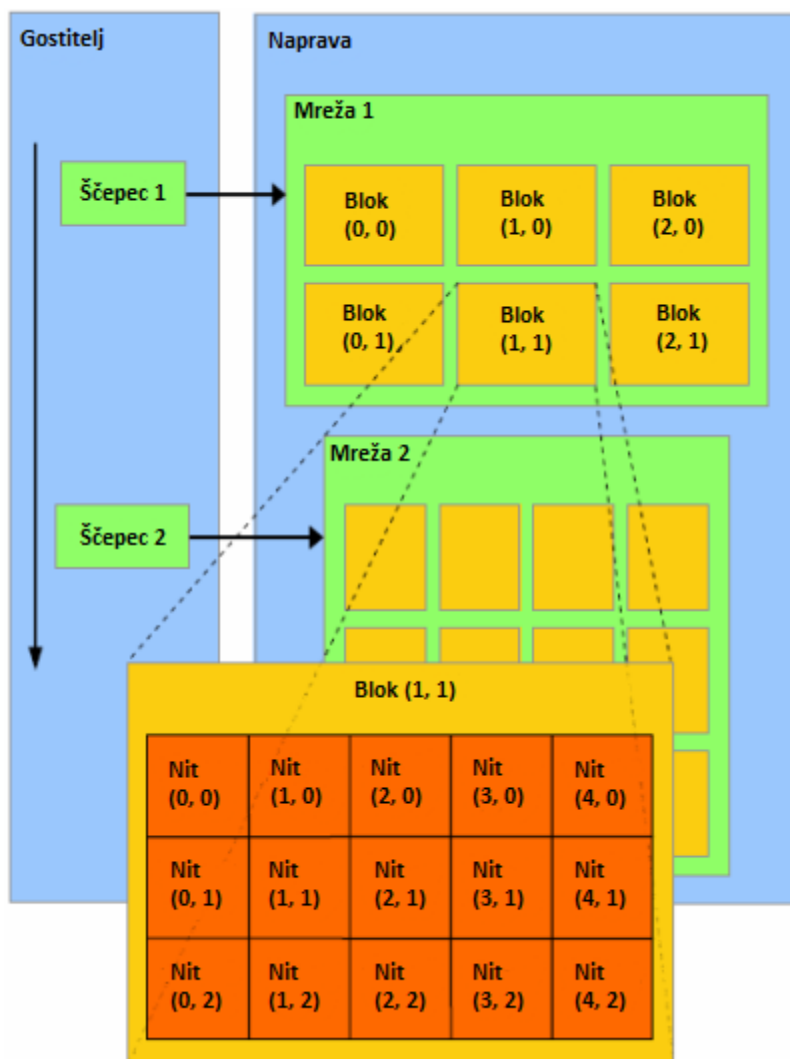 Gostitelj
Naprava
Mreža 1
Ščepec 1
Blok
(0, 0)
Blok
(1, 0)
Blok
(2, 0)
Blok
(0, 1)
Blok
(1, 1)
Blok
(2, 1)
Mreža 2
Ščepec 2
Blok (1, 1)
Nit
(0, 0)
Nit
(1, 0)
Nit
(2, 0)
Nit
(3, 0)
Nit
(4, 0)
Nit
(0, 1)
Nit
(1, 1)
Nit
(2, 1)
Nit
(3, 1)
Nit
(4, 1)
Nit
(0, 2)
Nit
(1, 2)
Nit
(2, 2)
Nit
(3, 2)
Nit
(4, 2)